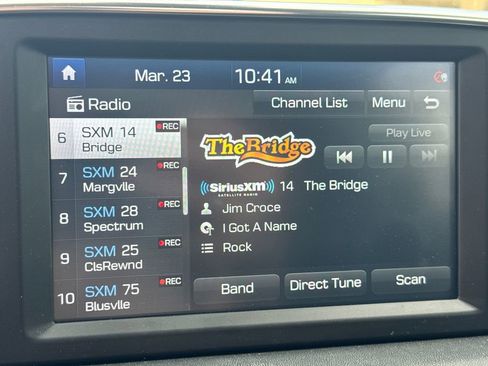 Mar. 23 10:41 AM
Radio Channel List Menu
6 SXM 14 REC
Bridge
7 SXM 24 REC
Margvlle
8 SXM 28 REC
Spectrum
9 SXM 25 REC
ClsRewnd
10 SXM 75 REC
Blusvlle
The Bridge
Play Live
((SiriusXM)) 14 The Bridge
SATELLITE RADIO
Jim Croce
I Got A Name
Rock
Band Direct Tune Scan